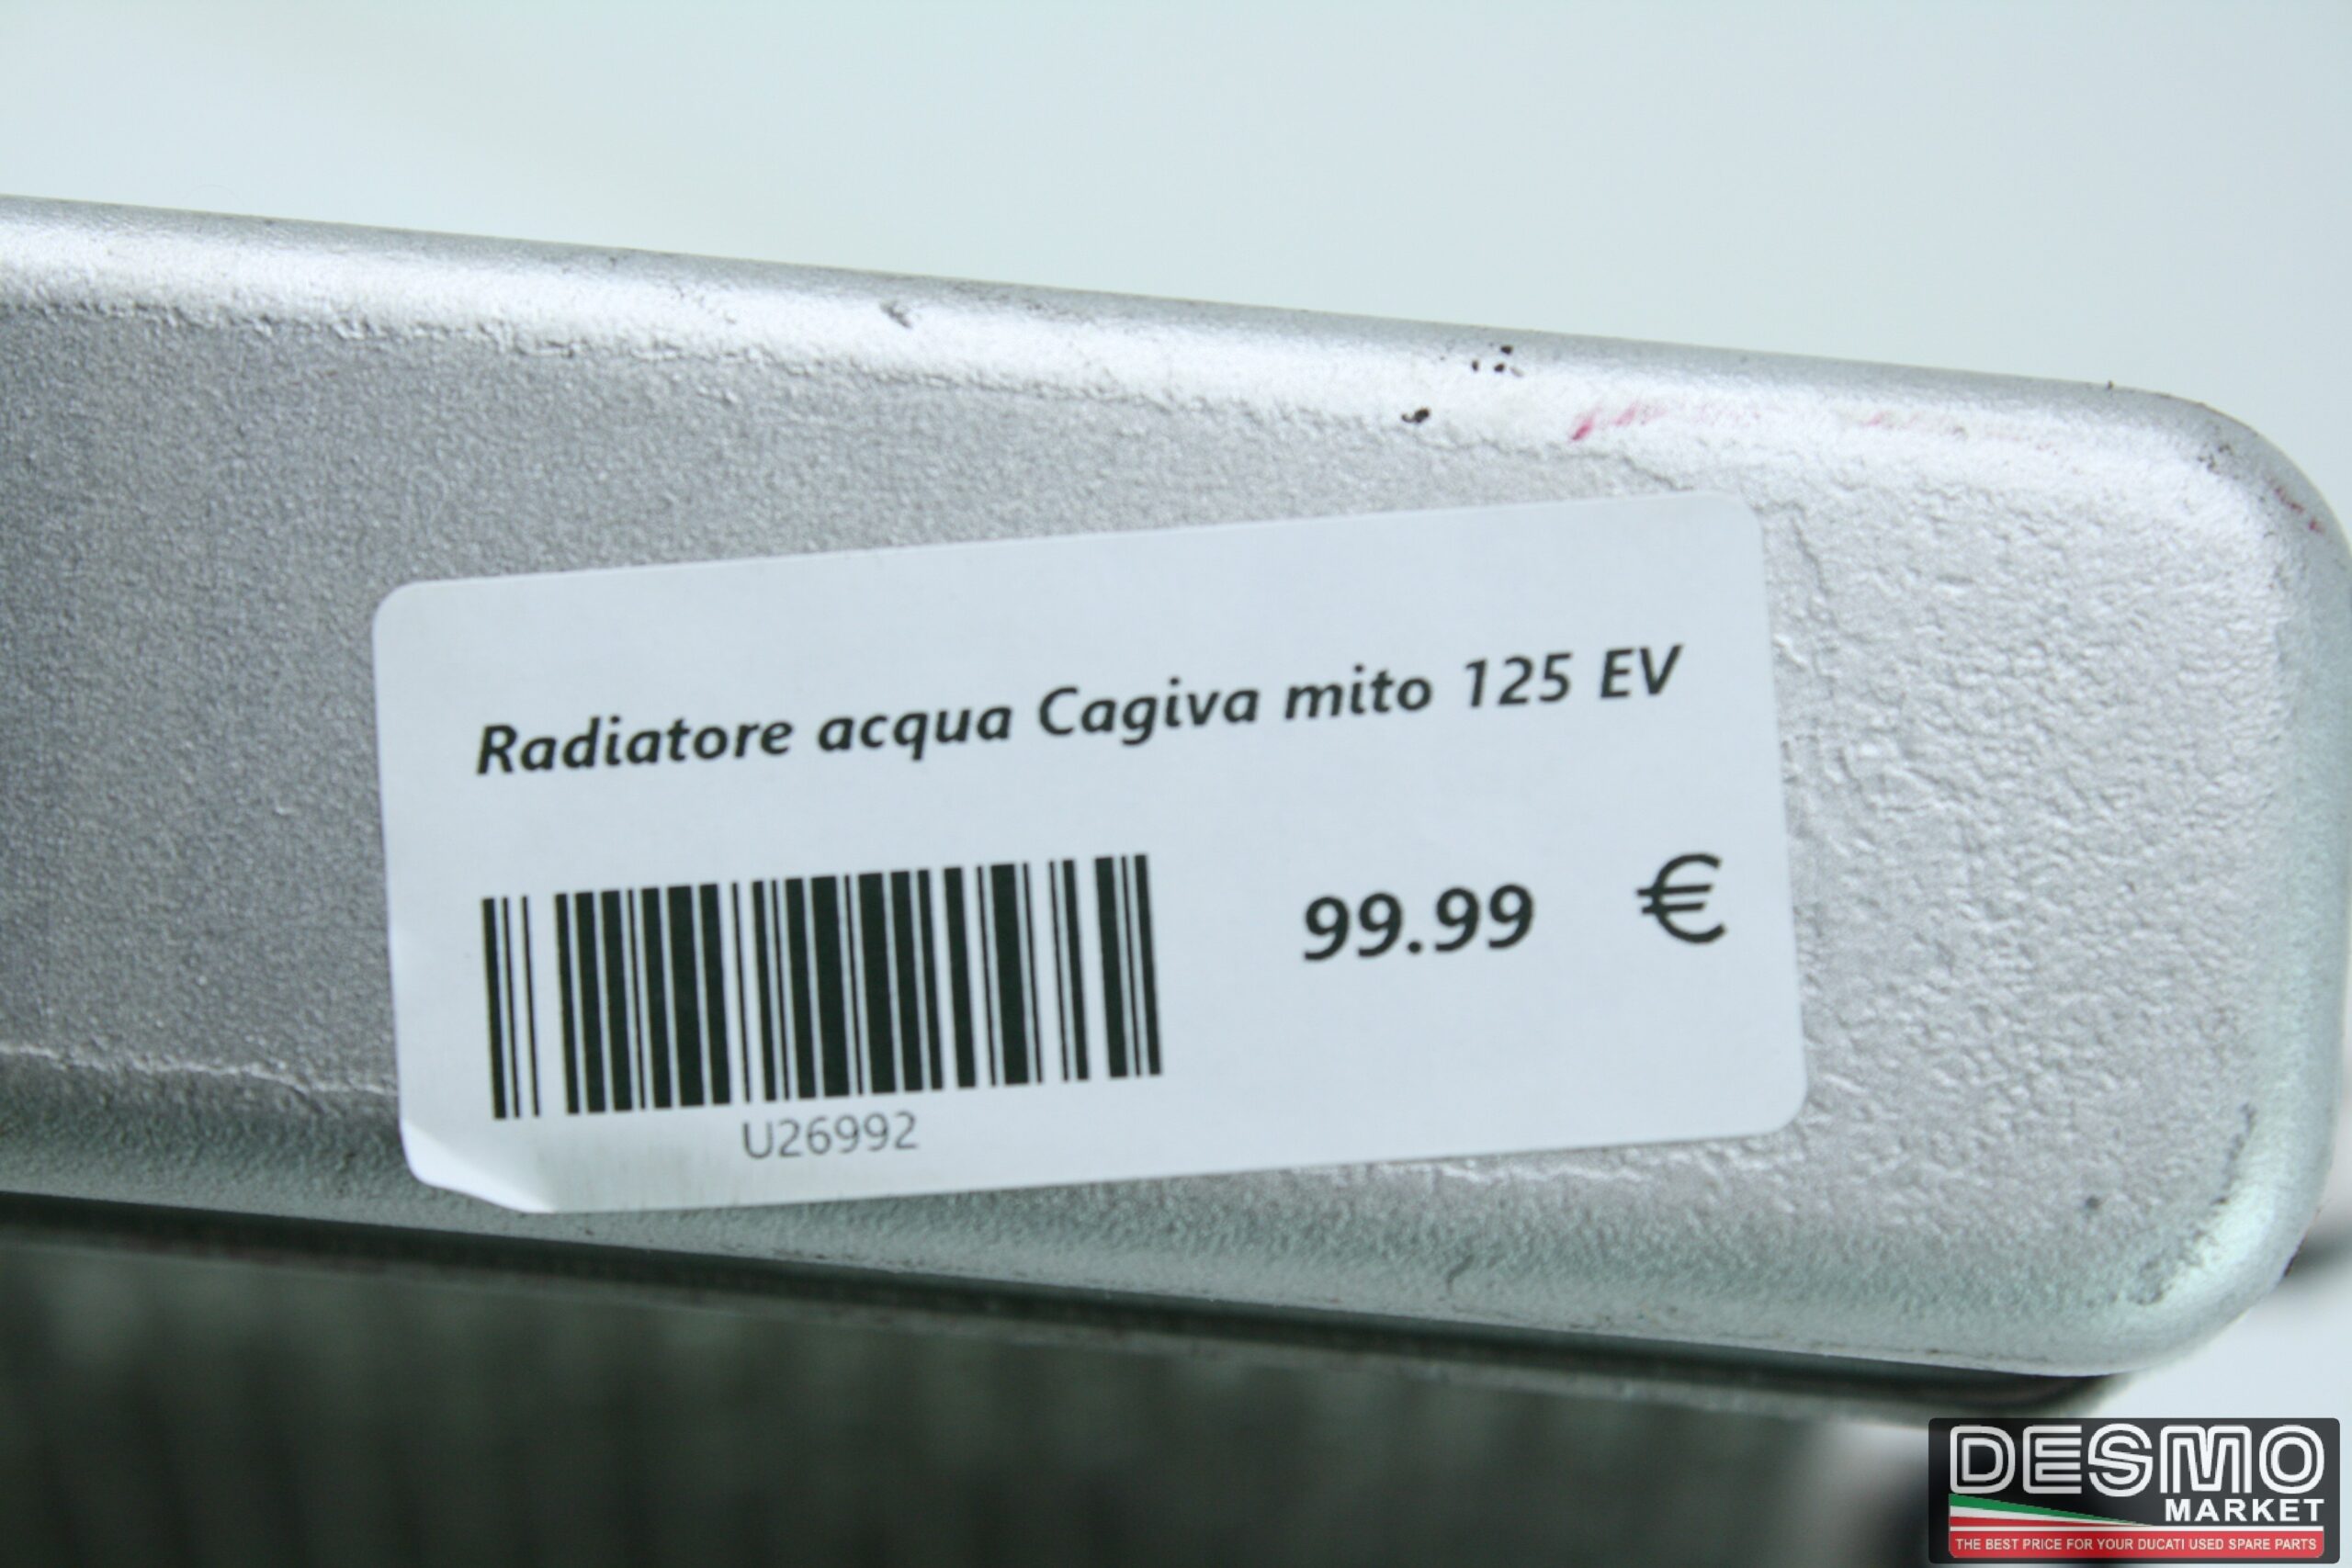 Radiatore acqua Cagiva mito 125 EV
99.99 €
U26992
DESMO
MARKET
THE BEST PRICE FOR YOUR DUCATI USED SPARE PARTS